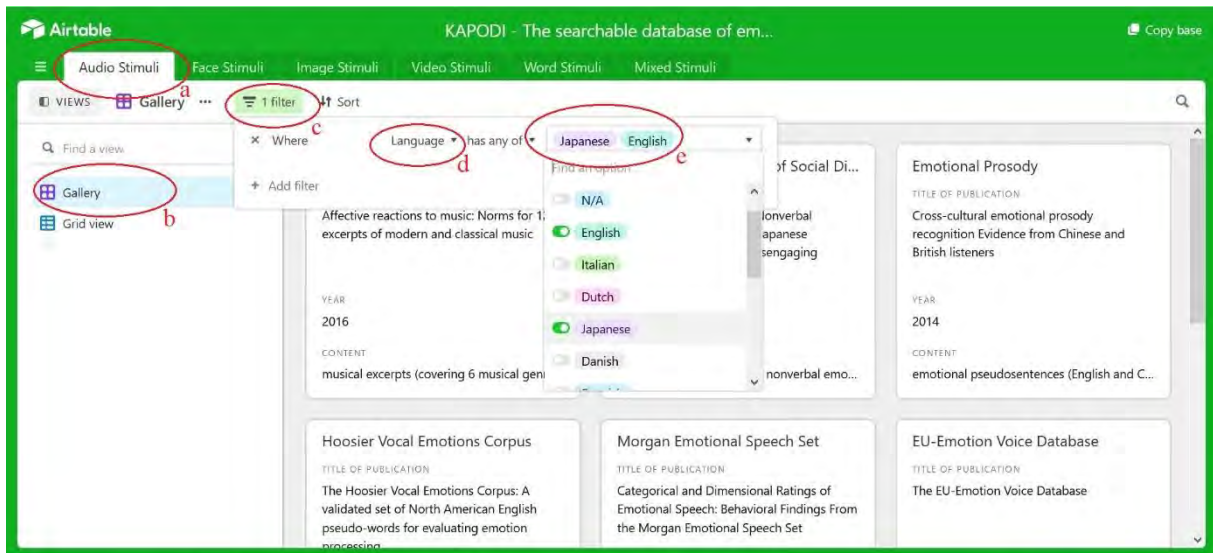 Airtable
KAPODI - The searchable database of em...
Copy base
Audio Stimuli Face Stimuli Image Stimuli Video Stimuli Word Stimuli Mixed Stimuli
a
VIEWS Gallery ... 1 filter Sort
c
Find a view
Gallery
b
Grid view
× Where Language has any of Japanese English
d
e
+ Add filter
Find an option
N/A
English
Italian
Dutch
Japanese
Danish
Affective reactions to music: Norms for 12
excerpts of modern and classical music
YEAR
2016
CONTENT
musical excerpts (covering 6 musical gen
of Social Di...
Nonverbal
apanese
sengaging
nonverbal emo...
Emotional Prosody
TITLE OF PUBLICATION
Cross-cultural emotional prosody
recognition Evidence from Chinese and
British listeners
YEAR
2014
CONTENT
emotional pseudosentences (English and C...
Hoosier Vocal Emotions Corpus
TITLE OF PUBLICATION
The Hoosier Vocal Emotions Corpus: A
validated set of North American English
pseudo-words for evaluating emotion
processing
Morgan Emotional Speech Set
TITLE OF PUBLICATION
Categorical and Dimensional Ratings of
Emotional Speech: Behavioral Findings From
the Morgan Emotional Speech Set
EU-Emotion Voice Database
TITLE OF PUBLICATION
The EU-Emotion Voice Database